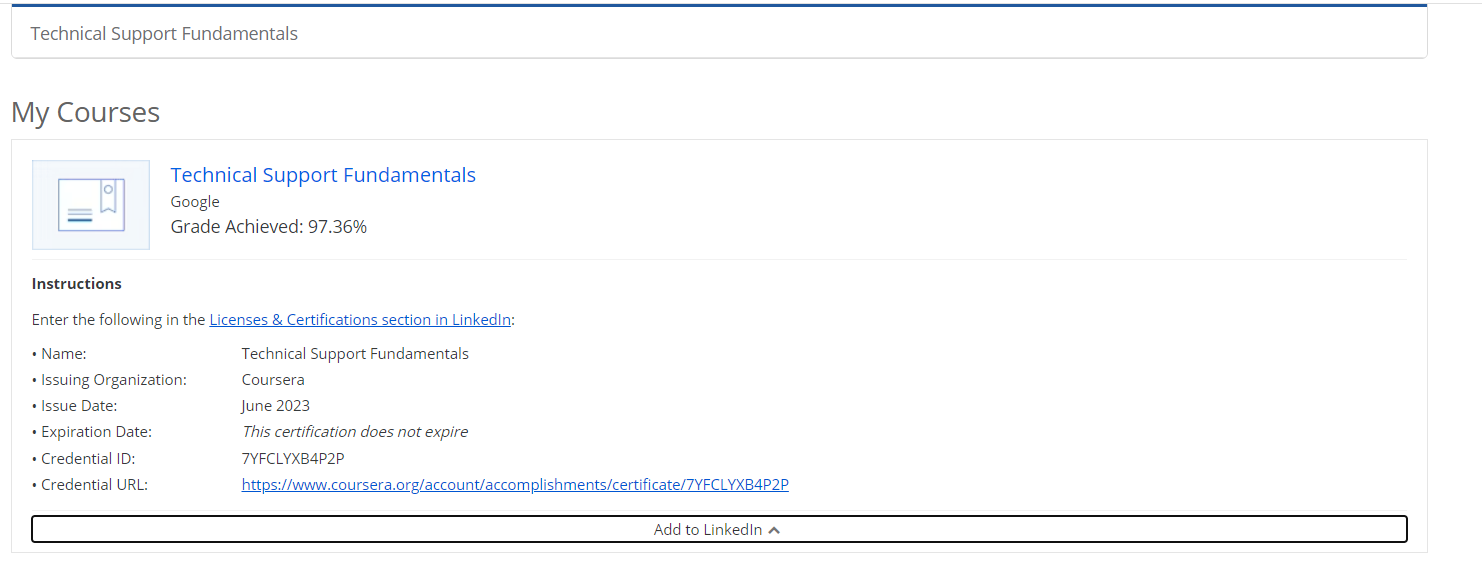 Technical Support Fundamentals
My Courses
Technical Support Fundamentals
Google
Grade Achieved: 97.36%
Instructions
Enter the following in the Licenses & Certifications section in LinkedIn:
• Name: Technical Support Fundamentals
• Issuing Organization: Coursera
• Issue Date: June 2023
• Expiration Date: This certification does not expire
• Credential ID: 7YFCLYXB4P2P
• Credential URL: https://www.coursera.org/account/accomplishments/certificate/7YFCLYXB4P2P
Add to LinkedIn